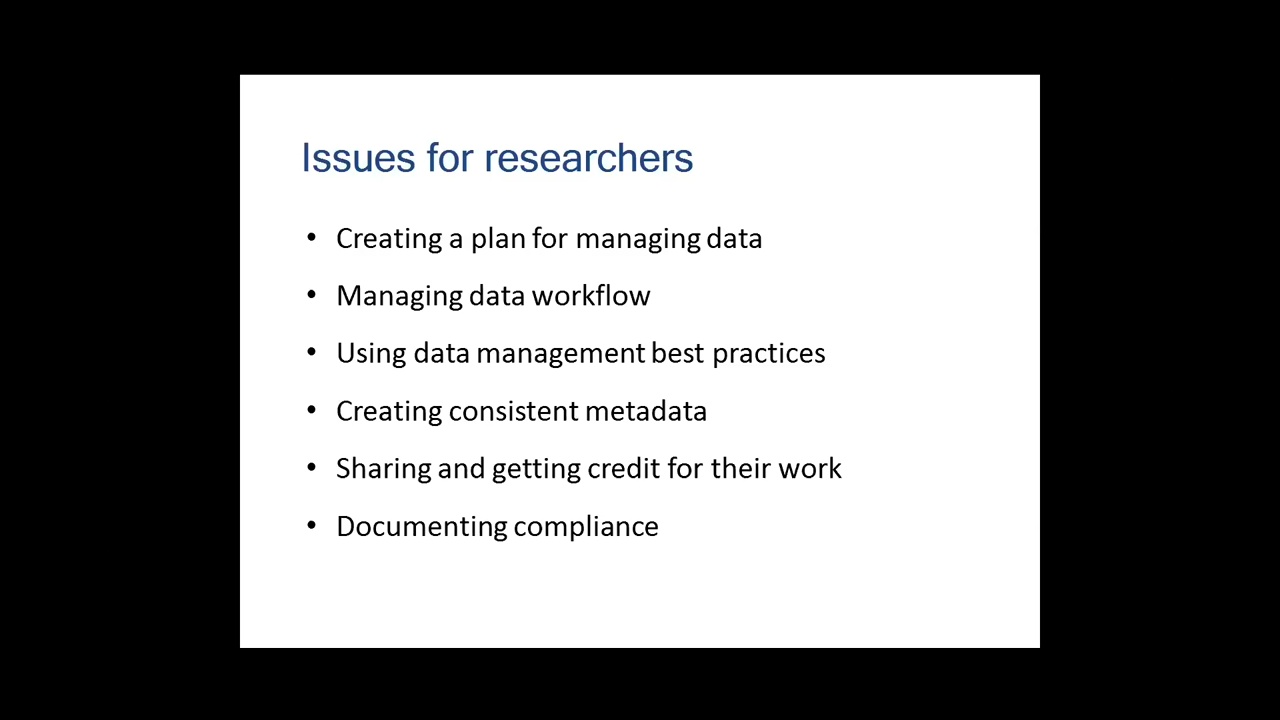 Issues for researchers
• Creating a plan for managing data
• Managing data workflow
• Using data management best practices
• Creating consistent metadata
• Sharing and getting credit for their work
• Documenting compliance